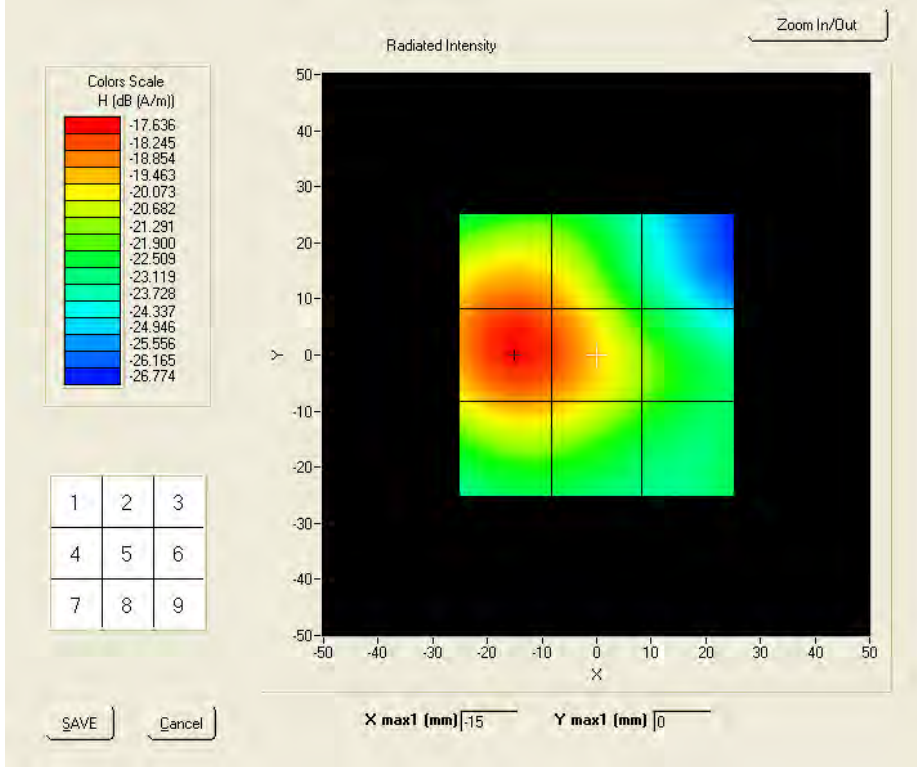 Zoom In/Out
Radiated Intensity
Colors Scale
H (dB (A/m))
-17.636
-18.245
-18.854
-19.463
-20.073
-20.682
-21.291
-21.900
-22.509
-23.119
-23.728
-24.337
-24.946
-25.556
-26.165
-26.774
50
40
30
20
10
0
-10
-20
-30
-40
-50
Y
-50 -40 -30 -20 -10 0 10 20 30 40 50
X
1 2 3
4 5 6
7 8 9
SAVE Cancel
X max1 (mm) -15 Y max1 (mm) 0